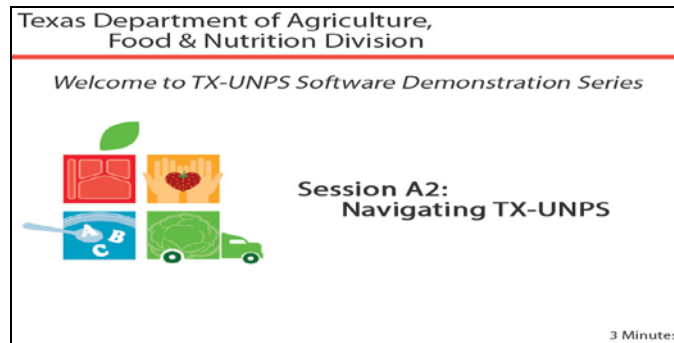 Texas Department of Agriculture,
Food & Nutrition Division
Welcome to TX-UNPS Software Demonstration Series
Session A2:
Navigating TX-UNPS
A B
C
3 Minutes